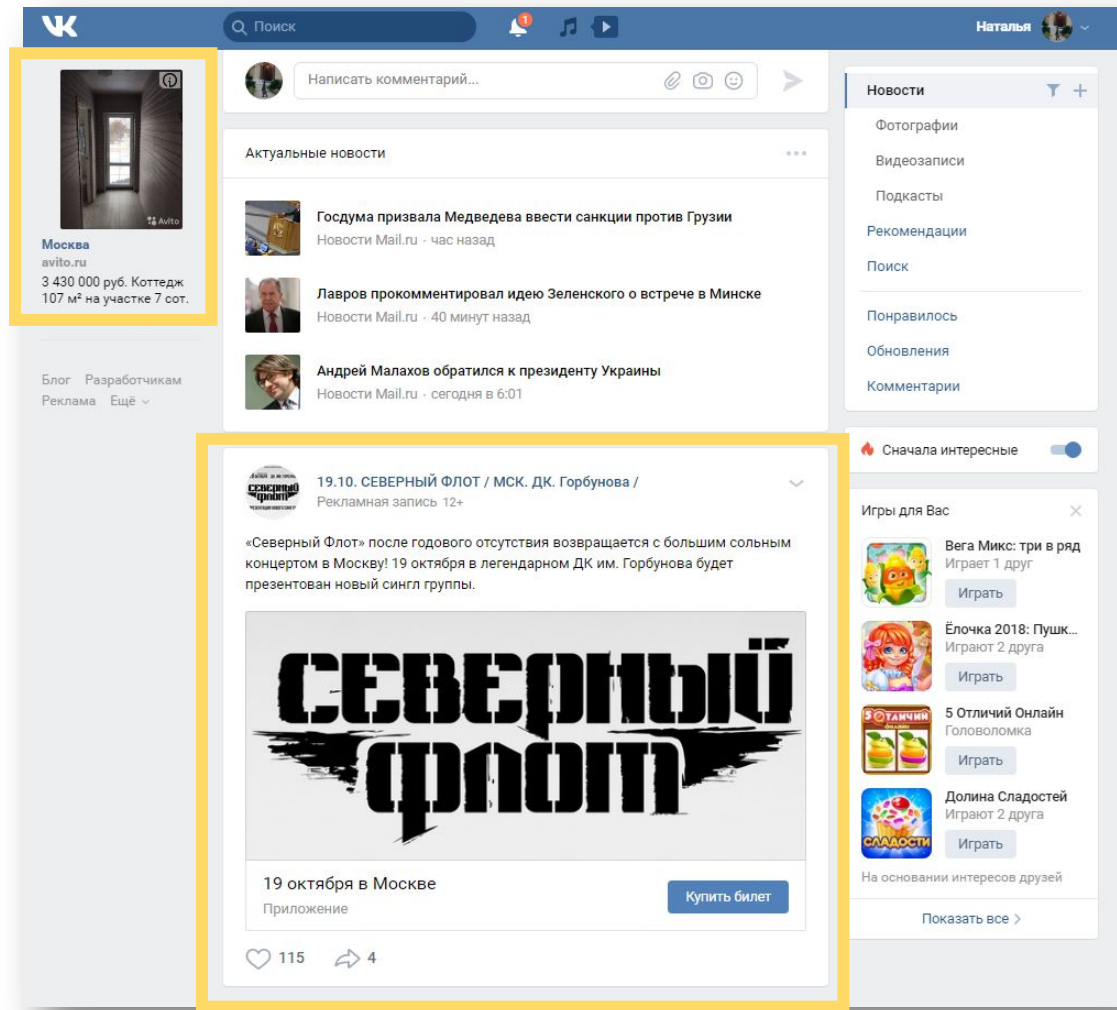 Поиск
1
Наталья
Avito
Москва
avito.ru
3 430 000 руб. Коттедж
107 м² на участке 7 сот.
Блог Разработчикам
Реклама Ещё
Написать комментарий...
Актуальные новости
Госдума призвала Медведева ввести санкции против Грузии
Новости Mail.ru · час назад
Лавров прокомментировал идею Зеленского о встрече в Минске
Новости Mail.ru · 40 минут назад
Андрей Малахов обратился к президенту Украины
Новости Mail.ru · сегодня в 6:01
СЕВЕРНЫЙ
ФЛОТ
19.10. СЕВЕРНЫЙ ФЛОТ / МСК. ДК. Горбунова /
Рекламная запись 12+
«Северный Флот» после годового отсутствия возвращается с большим сольным
концертом в Москву! 19 октября в легендарном ДК им. Горбунова будет
презентован новый сингл группы.
СЕВЕРНЫЙ
ФЛОТ
19 октября в Москве
Приложение
Купить билет
115 4
Новости
Фотографии
Видеозаписи
Подкасты
Рекомендации
Поиск
Понравилось
Обновления
Комментарии
Сначала интересные
Игры для Вас
Вега Микс: три в ряд
Играет 1 друг
Играть
Ёлочка 2018: Пушк...
Играют 2 друга
Играть
5 ОТЛИЧИЙ
5 Отличий Онлайн
Головоломка
Играть
СЛАДОСТИ
Долина Сладостей
Играют 2 друга
Играть
На основании интересов друзей
Показать все